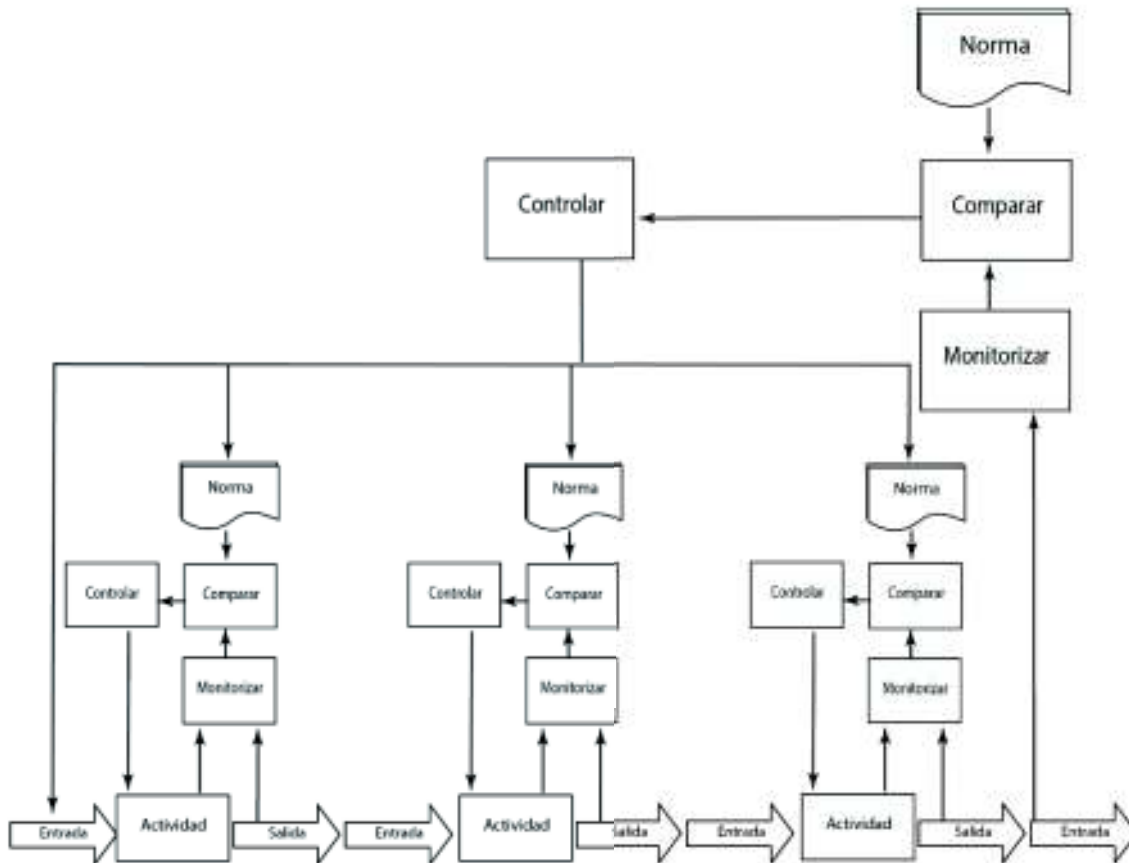 Norma
Controlar
Comparar
Monitorizar
Norma
Norma
Norma
Controlar
Comparar
Controlar
Comparar
Controlar
Comparar
Monitorizar
Monitorizar
Monitorizar
Entrada
Actividad
Salida
Entrada
Actividad
Salida
Entrada
Actividad
Salida
Entrada